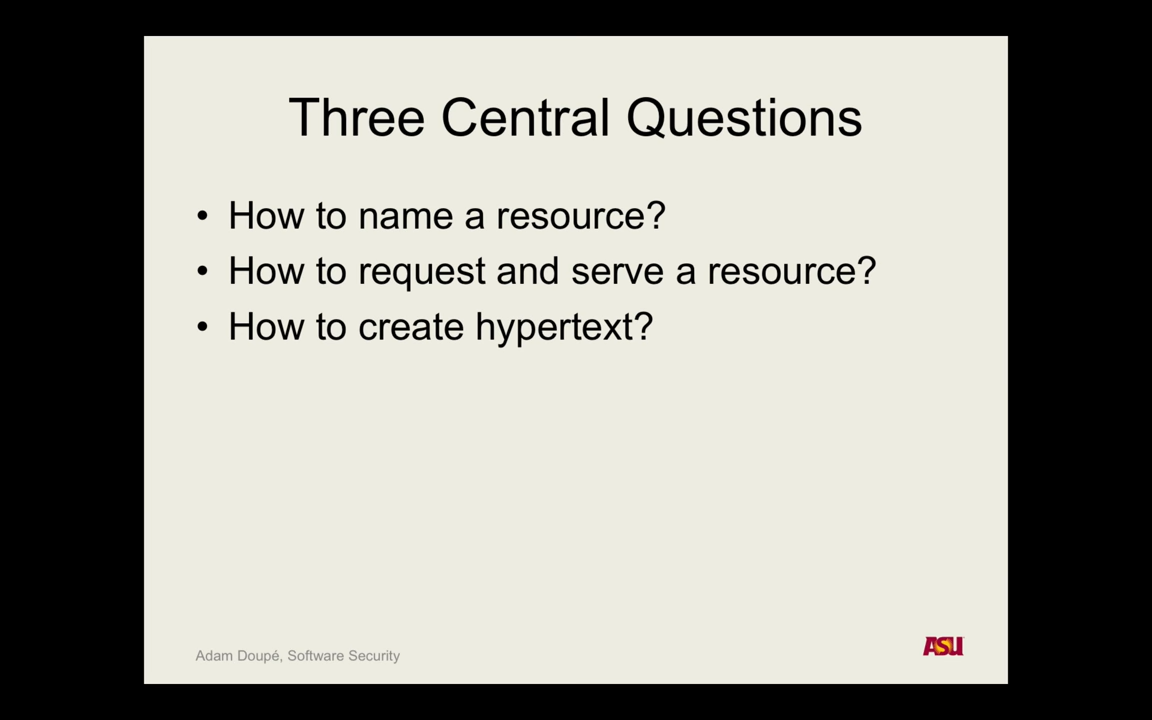 Three Central Questions
• How to name a resource?
• How to request and serve a resource?
• How to create hypertext?
Adam Doupé, Software Security
ASU